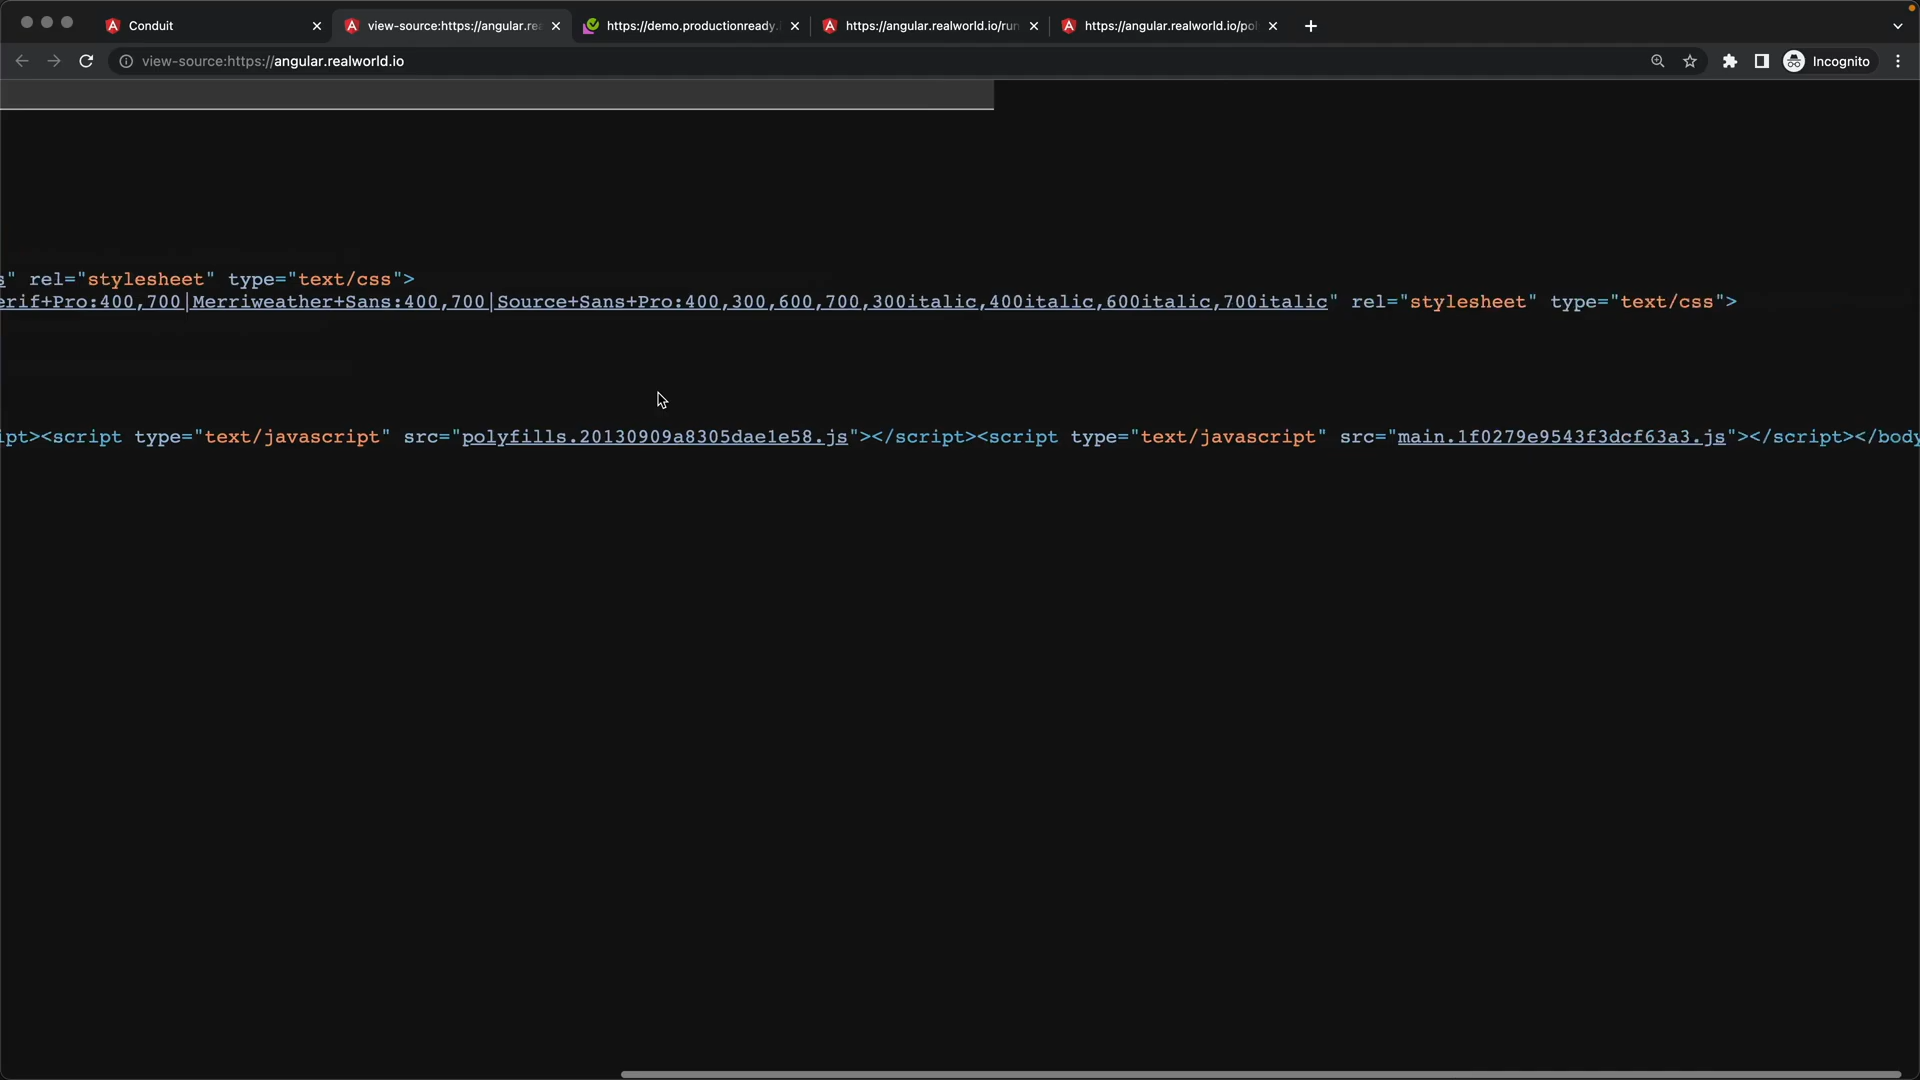 Conduit
view-source:https://angular.rea
https://demo.productionready.
https://angular.realworld.io/run
https://angular.realworld.io/pol
view-source:https://angular.realworld.io
Incognito
s" rel="stylesheet" type="text/css">
erif+Pro:400,700|Merriweather+Sans:400,700|Source+Sans+Pro:400,300,600,700,300italic,400italic,600italic,700italic" rel="stylesheet" type="text/css">
ipt><script type="text/javascript" src="polyfills.20130909a8305dae1e58.js"></script><script type="text/javascript" src="main.1f0279e9543f3dcf63a3.js"></script></body